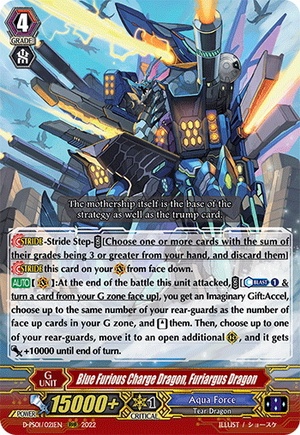 4
GRADE
The mothership itself is the base of the
strategy as well as the trump card.
STRIDE -Stride Step- [Choose one or more cards with the sum of
their grades being 3 or greater from your hand, and discard them]
STRIDE this card on your from face down.
AUTO [ ]:At the end of the battle this unit attacked, [ BLAST 1 &
turn a card from your G zone face up], you get an Imaginary Gift:Accel,
choose up to the same number of your rear-guards as the number of
face up cards in your G zone, and [ ] them. Then, choose up to one
of your rear-guards, move it to an open additional , and it gets
+10000 until end of turn.
G
UNIT
Blue Furious Charge Dragon, Furiargus Dragon
POWER
15000+
1
CRITICAL
Aqua Force
Tear Dragon
D-PS01/021EN 2022
ILLUST / ショースケ